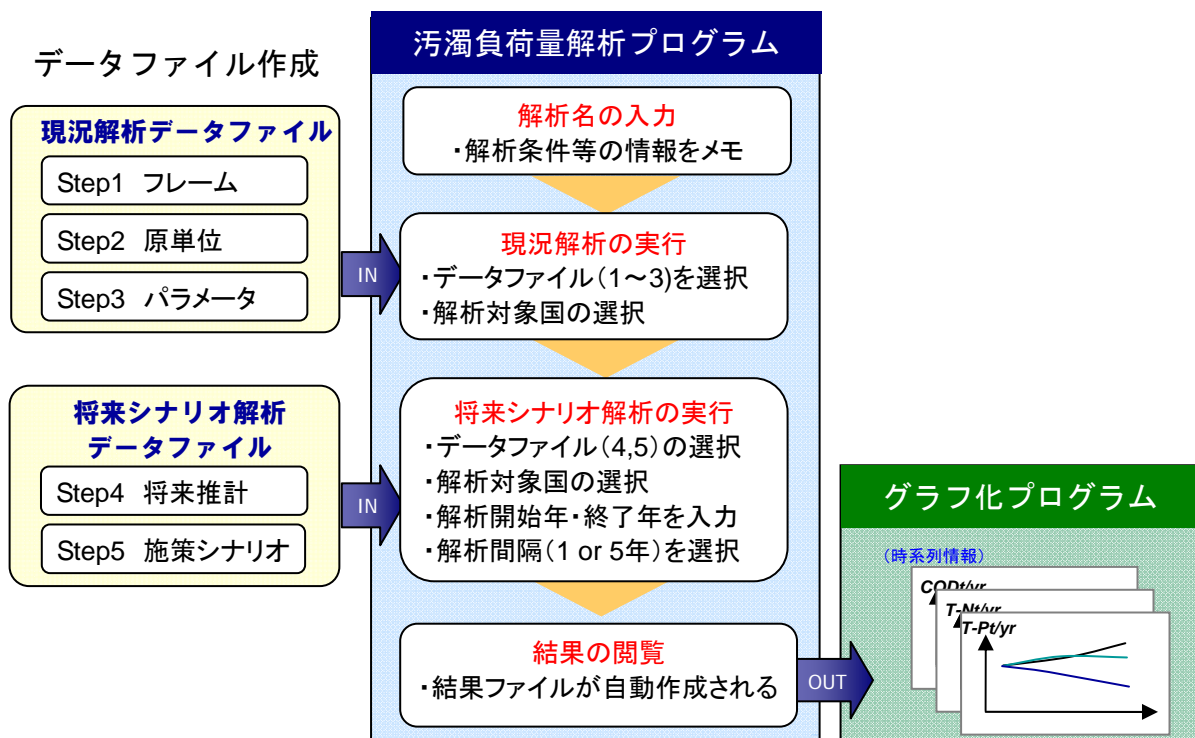 データファイル作成
現況解析データファイル
Step1 フレーム
Step2 原単位
Step3 パラメータ
将来シナリオ解析
データファイル
Step4 将来推計
Step5 施策シナリオ
IN
IN
汚濁負荷量解析プログラム
解析名の入力
・解析条件等の情報をメモ
現況解析の実行
・データファイル(1～3)を選択
・解析対象国の選択
将来シナリオ解析の実行
・データファイル(4,5)の選択
・解析対象国の選択
・解析開始年・終了年を入力
・解析間隔(1 or 5年)を選択
結果の閲覧
・結果ファイルが自動作成される
OUT
グラフ化プログラム
(時系列情報)
CODt/yr
T-Nt/yr
T-Pt/yr